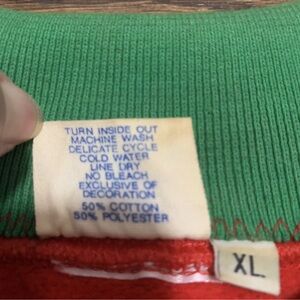 TURN INSIDE OUT
MACHINE WASH
DELICATE CYCLE
COLD WATER
LINE DRY
NO BLEACH
EXCLUSIVE OF
DECORATION
50% COTTON
50% POLYESTER
XL